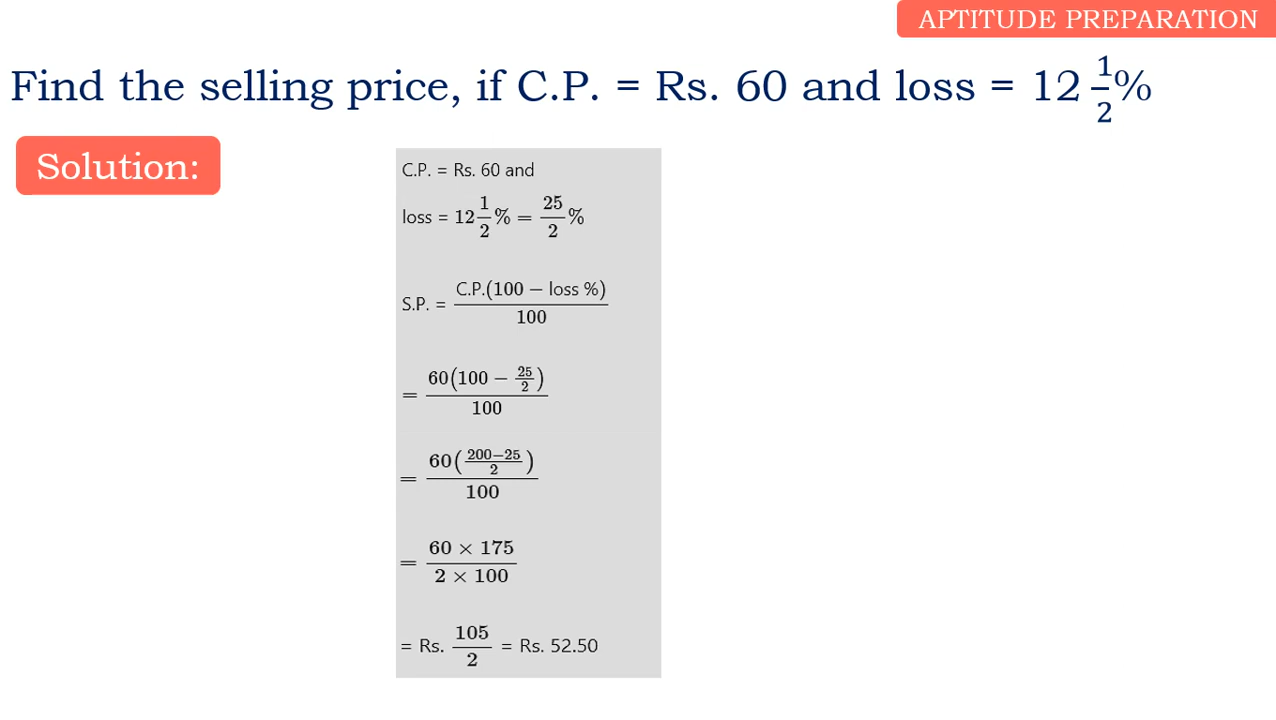 APTITUDE PREPARATION
Find the selling price, if C.P. = Rs. 60 and loss = 12 1/2%
Solution:
C.P. = Rs. 60 and
loss = 12 1/2 % = 25/2 %
S.P. = C.P.(100 − loss %) / 100
= 60(100 − 25/2) / 100
= 60((200−25)/2) / 100
= (60 × 175) / (2 × 100)
= Rs. 105/2 = Rs. 52.50